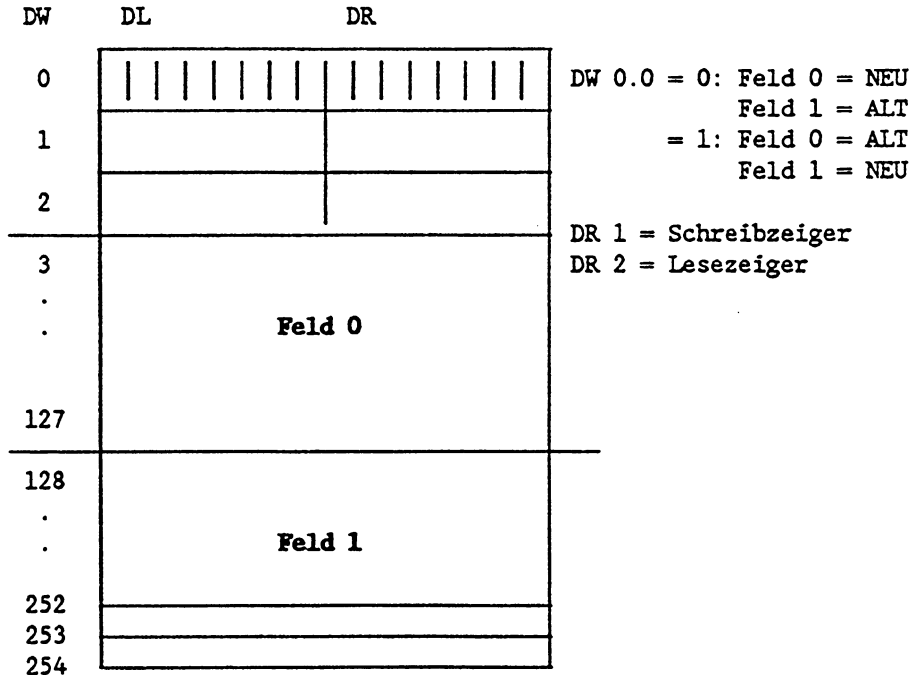 DW DL DR
0 DW 0.0 = 0: Feld 0 = NEU
Feld 1 = ALT
1 = 1: Feld 0 = ALT
Feld 1 = NEU
2
DR 1 = Schreibzeiger
3 DR 2 = Lesezeiger
.
. Feld 0
127
128
.
. Feld 1
252
253
254